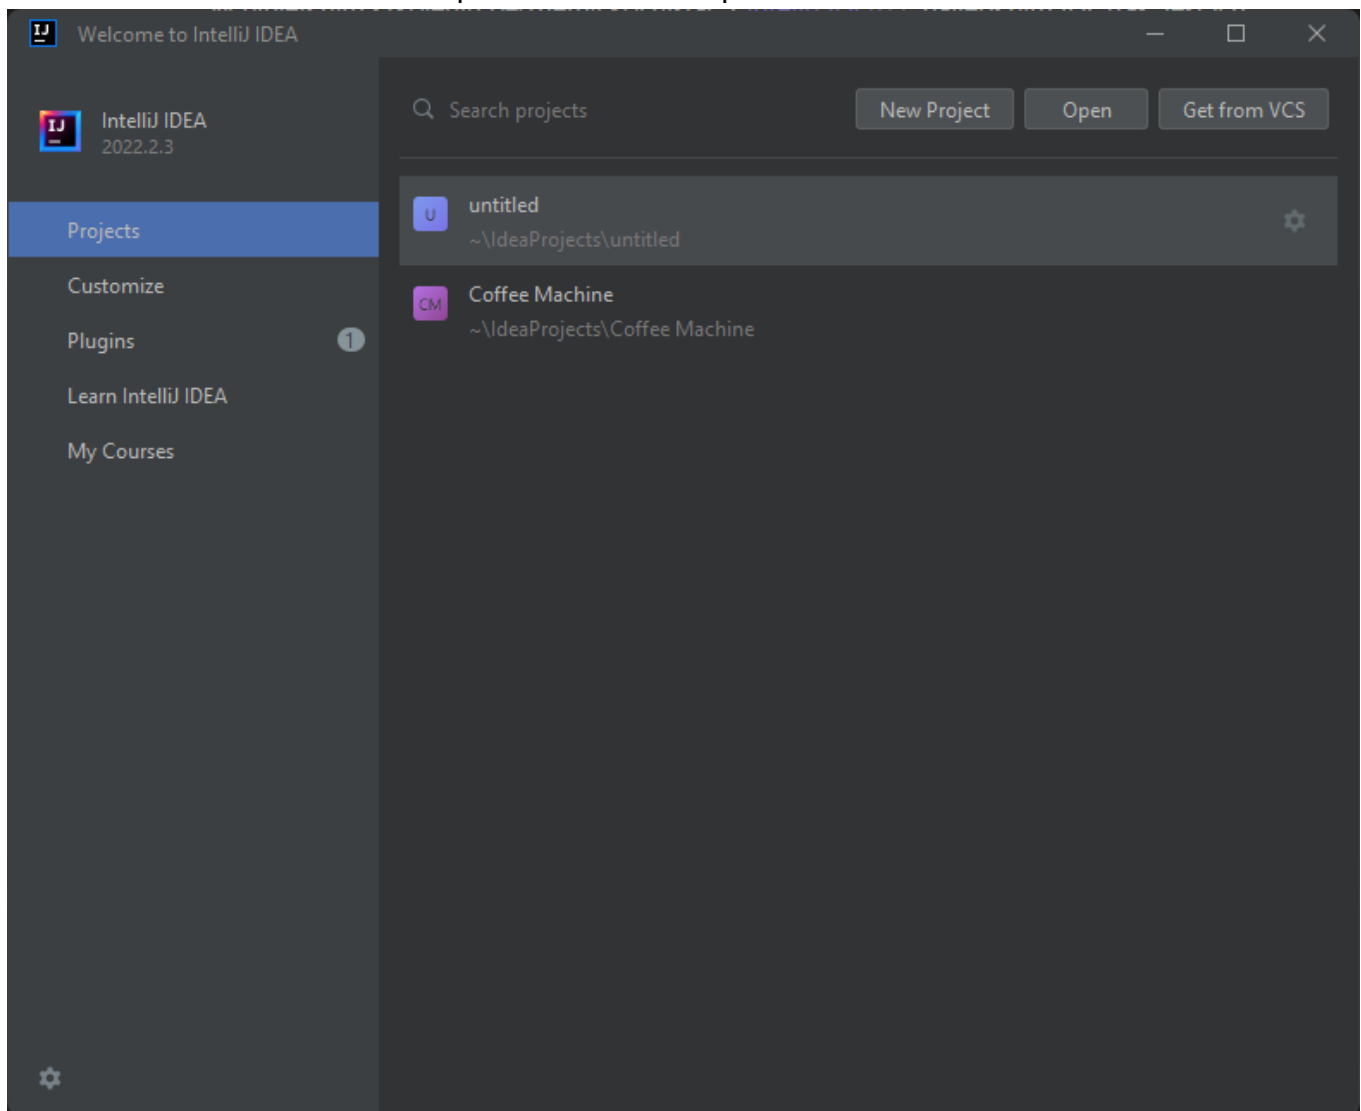 Welcome to IntelliJ IDEA
IntelliJ IDEA
2022.2.3
Projects
Customize
Plugins
1
Learn IntelliJ IDEA
My Courses
Search projects
New Project
Open
Get from VCS
U
untitled
~\IdeaProjects\untitled
CM
Coffee Machine
~\IdeaProjects\Coffee Machine